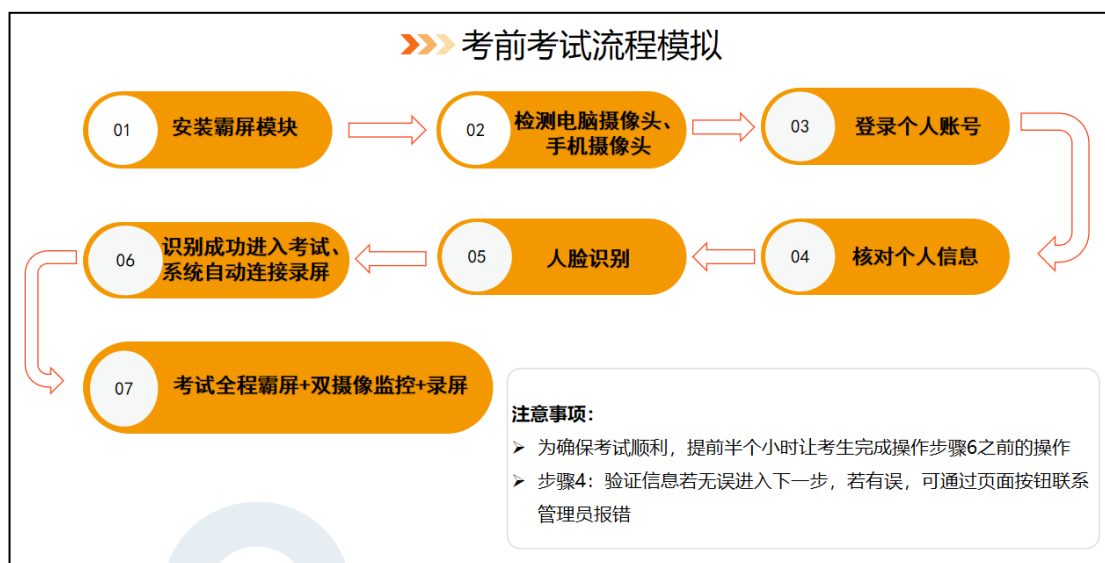 考前考试流程模拟
01
安装霸屏模块
02
检测电脑摄像头、
手机摄像头
03
登录个人账号
04
核对个人信息
05
人脸识别
06
识别成功进入考试、
系统自动连接录屏
07
考试全程霸屏+双摄像监控+录屏
注意事项：
为确保考试顺利，提前半个小时让考生完成操作步骤6之前的操作
步骤4：验证信息若无误进入下一步，若有误，可通过页面按钮联系
管理员报错